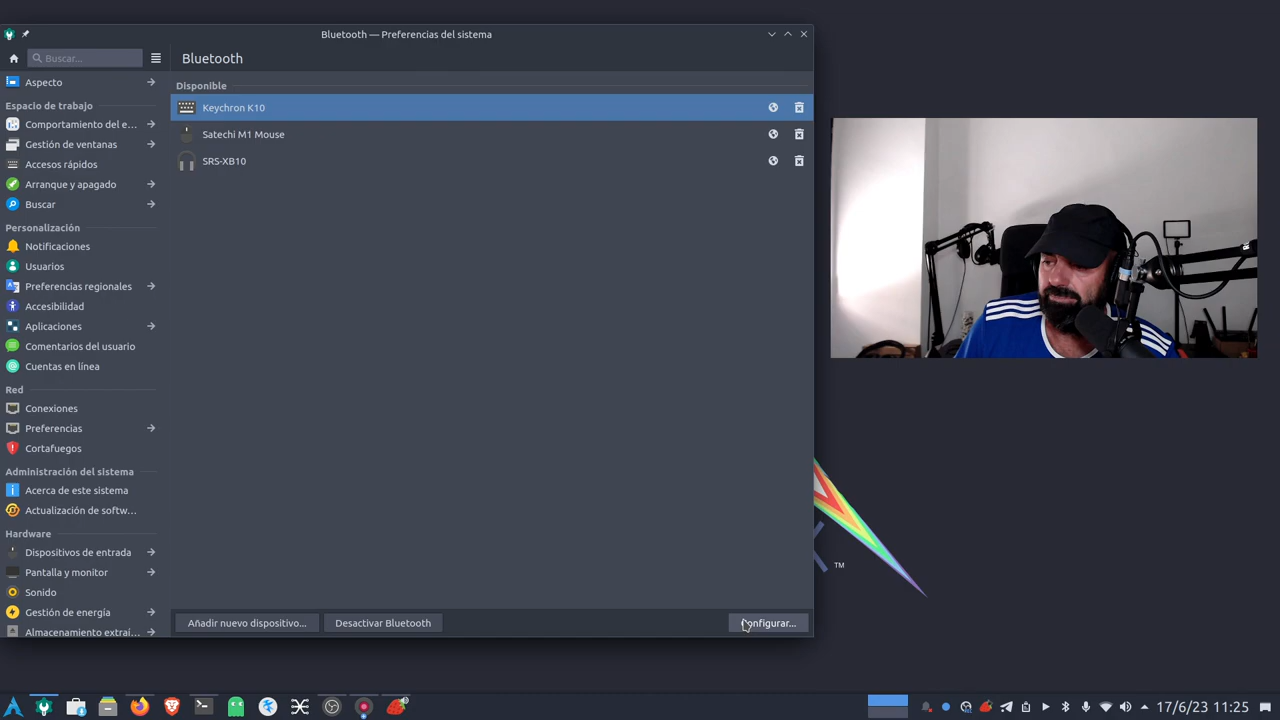 Bluetooth — Preferencias del sistema
Buscar...
Bluetooth
Aspecto
Espacio de trabajo
Comportamiento del e...
Gestión de ventanas
Accesos rápidos
Arranque y apagado
Buscar
Personalización
Notificaciones
Usuarios
Preferencias regionales
Accesibilidad
Aplicaciones
Comentarios del usuario
Cuentas en línea
Red
Conexiones
Preferencias
Cortafuegos
Administración del sistema
Acerca de este sistema
Actualización de softw...
Hardware
Dispositivos de entrada
Pantalla y monitor
Sonido
Gestión de energía
Almacenamiento extraí...
Disponible
Keychron K10
Satechi M1 Mouse
SRS-XB10
Añadir nuevo dispositivo...
Desactivar Bluetooth
Configurar...
TM
17/6/23 11:25